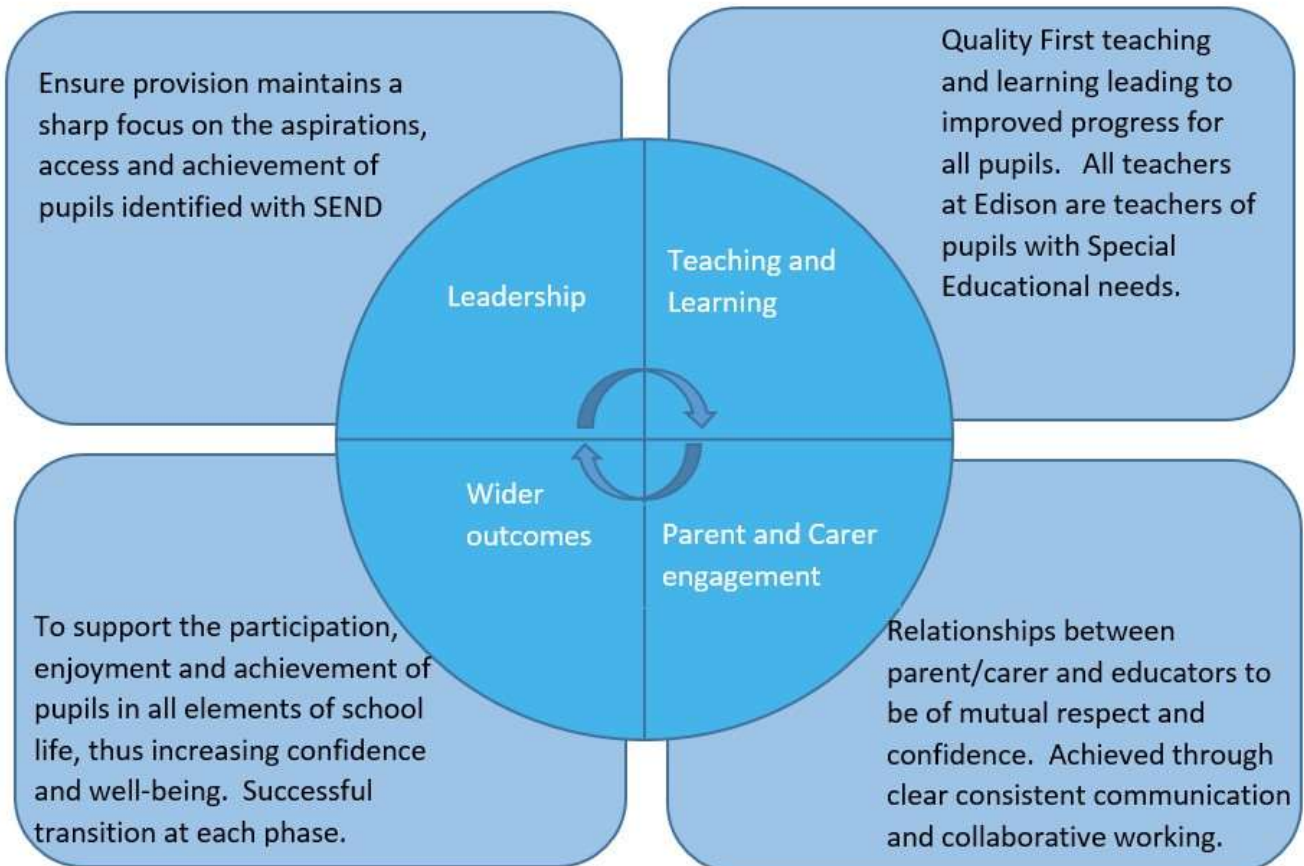 Ensure provision maintains a
sharp focus on the aspirations,
access and achievement of
pupils identified with SEND
Quality First teaching
and learning leading to
improved progress for
all pupils.   All teachers
at Edison are teachers of
pupils with Special
Educational needs.
Leadership
Teaching and
Learning
Wider
outcomes
Parent and Carer
engagement
To support the participation,
enjoyment and achievement of
pupils in all elements of school
life, thus increasing confidence
and well-being.  Successful
transition at each phase.
Relationships between
parent/carer and educators to
be of mutual respect and
confidence.  Achieved through
clear consistent communication
and collaborative working.